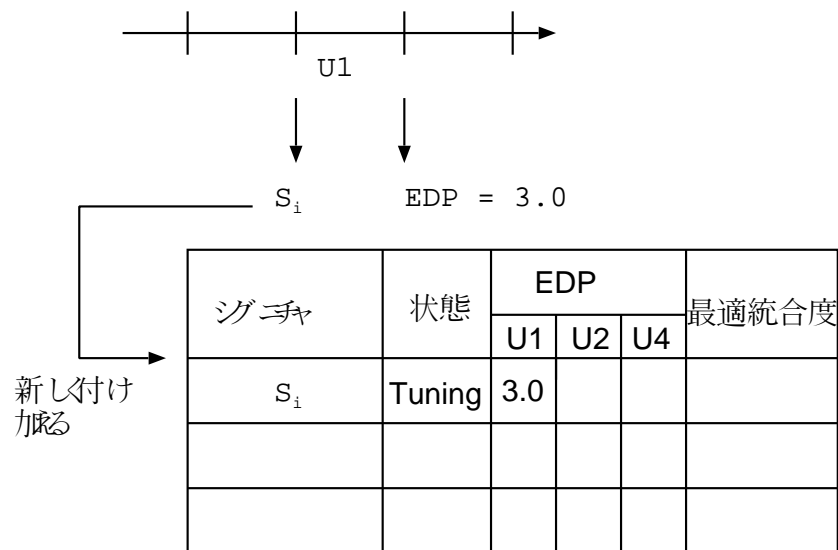 U1
Si EDP = 3.0
シグニチャ 状態 EDP 最適統合度
U1 U2 U4
新しく付け
加える
Si Tuning 3.0